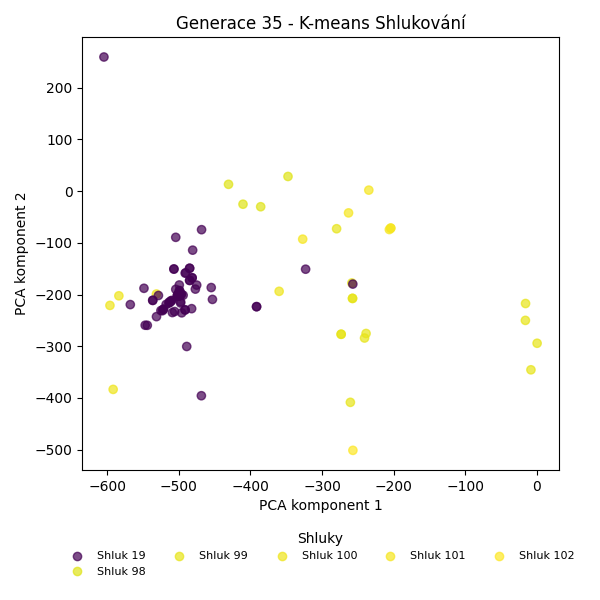 Generace 35 - K-means Shlukování
PCA komponent 2
200
100
0
−100
−200
−300
−400
−500
−600 −500 −400 −300 −200 −100 0
PCA komponent 1
Shluky
Shluk 19 Shluk 99 Shluk 100 Shluk 101 Shluk 102
Shluk 98